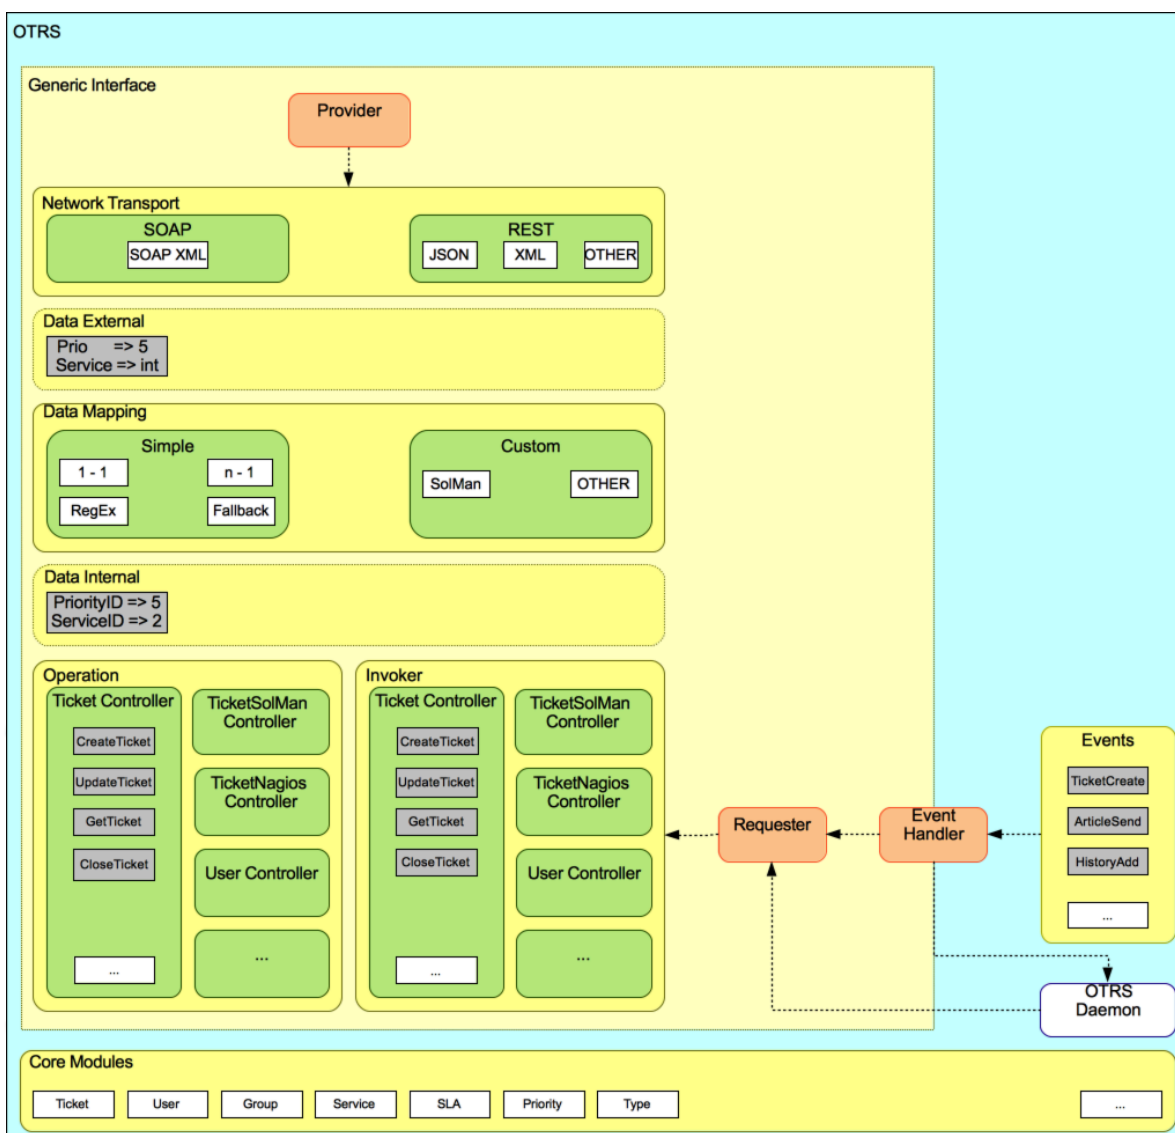 OTRS
Generic Interface
Provider
Network Transport
SOAP
SOAP XML
REST
JSON
XML
OTHER
Data External
Prio => 5
Service => int
Data Mapping
Simple
1 - 1
n - 1
RegEx
Fallback
Custom
SolMan
OTHER
Data Internal
PriorityID => 5
ServiceID => 2
Operation
Ticket Controller
CreateTicket
UpdateTicket
GetTicket
CloseTicket
...
TicketSolMan
Controller
TicketNagios
Controller
User Controller
...
Invoker
Ticket Controller
CreateTicket
UpdateTicket
GetTicket
CloseTicket
...
TicketSolMan
Controller
TicketNagios
Controller
User Controller
...
Requester
Event
Handler
Events
TicketCreate
ArticleSend
HistoryAdd
...
OTRS
Daemon
Core Modules
Ticket
User
Group
Service
SLA
Priority
Type
...